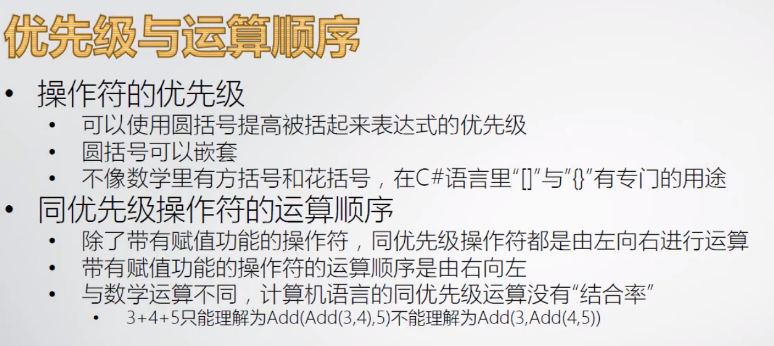 优先级与运算顺序
• 操作符的优先级
• 可以使用圆括号提高被括起来表达式的优先级
• 圆括号可以嵌套
• 不像数学里有方括号和花括号，在C#语言里“[]”与“{}”有专门的用途
• 同优先级操作符的运算顺序
• 除了带有赋值功能的操作符，同优先级操作符都是由左向右进行运算
• 带有赋值功能的操作符的运算顺序是由右向左
• 与数学运算不同，计算机语言的同优先级运算没有“结合率”
• 3+4+5只能理解为Add(Add(3,4),5)不能理解为Add(3,Add(4,5))